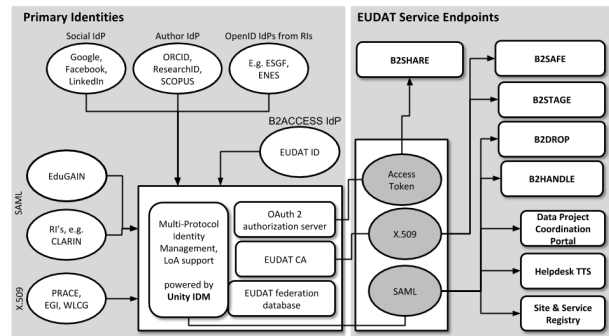 Primary Identities
Social IdP
Author IdP
OpenID IDPs from RIs
Google,
Facebook,
LinkedIn
ORCID,
ResearchID,
SCOPUS
E.g. ESGF,
ENES
B2ACCESS IdP
EUDAT ID
SAML
EduGAIN
RI's, e.g.
CLARIN
X.509
PRACE,
EGI, WLCG
Multi-Protocol
Identity
Management,
LoA support
powered by
Unity IDM
OAuth 2
authorization server
EUDAT CA
EUDAT federation
database
EUDAT Service Endpoints
B2SHARE
Access
Token
X.509
SAML
B2SAFE
B2STAGE
B2DROP
B2HANDLE
Data Project
Coordination
Portal
Helpdesk TTS
Site & Service
Registry